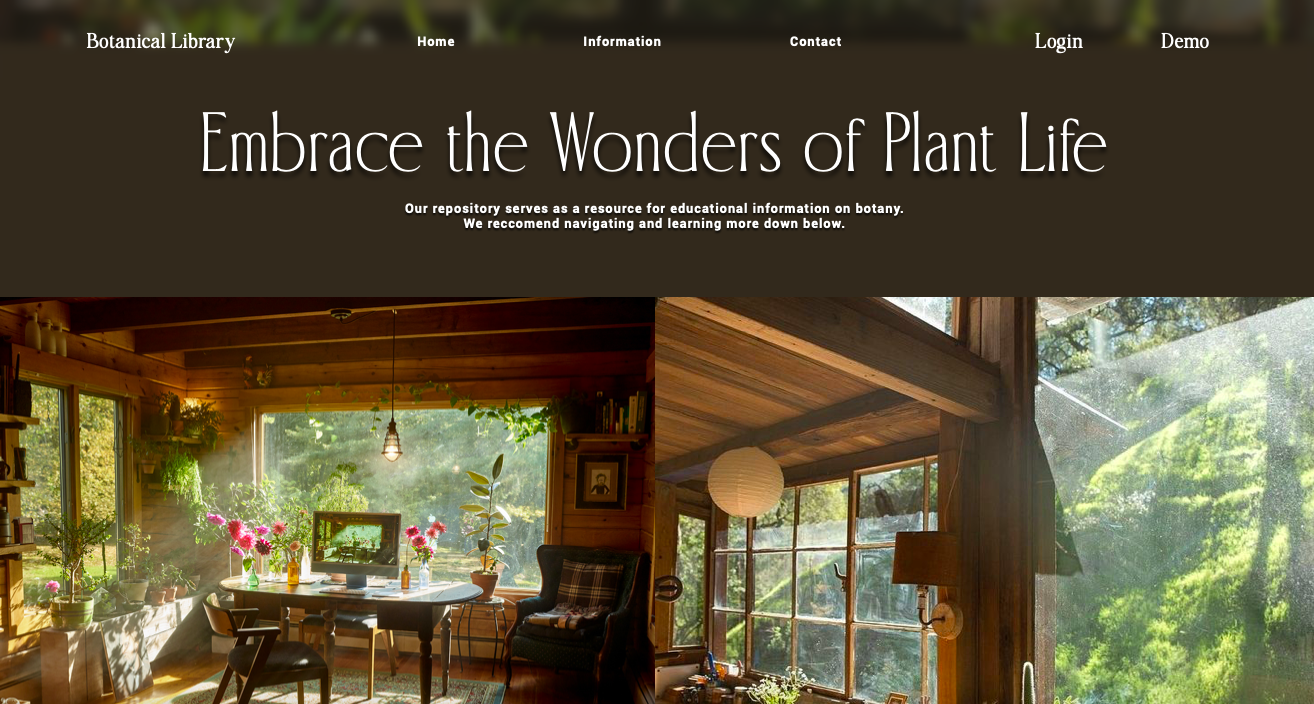 Botanical Library
Home
Information
Contact
Login
Demo
Embrace the Wonders of Plant Life
Our repository serves as a resource for educational information on botany.
We reccomend navigating and learning more down below.